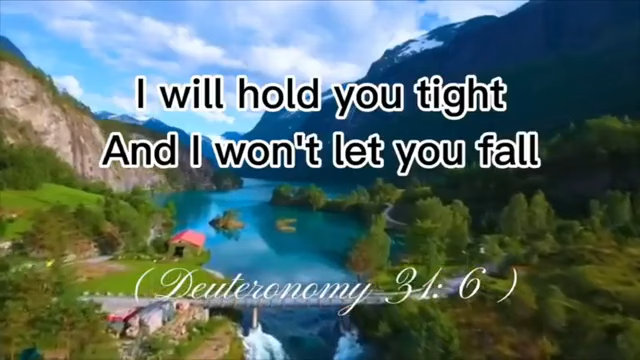 I will hold you tight
And I won't let you fall
( Deuteronomy 31: 6 )